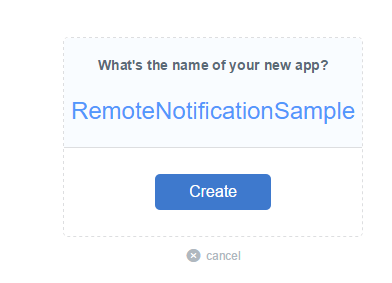 What's the name of your new app?
RemoteNotificationSample
Create
cancel